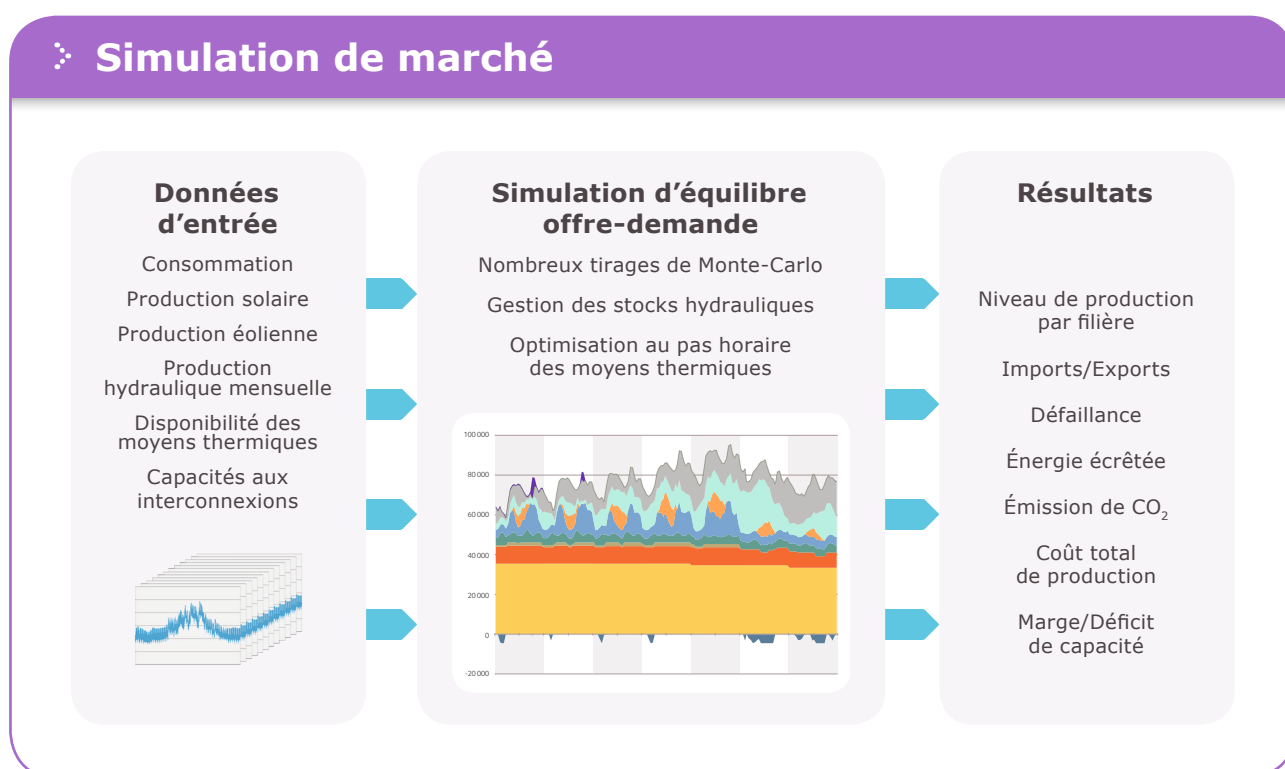 Simulation de marché
Données
d'entrée
Consommation
Production solaire
Production éolienne
Production
hydraulique mensuelle
Disponibilité des
moyens thermiques
Capacités aux
interconnexions
Simulation d'équilibre
offre-demande
Nombreux tirages de Monte-Carlo
Gestion des stocks hydrauliques
Optimisation au pas horaire
des moyens thermiques
100 000
80 000
60 000
40 000
20 000
0
-20 000
Résultats
Niveau de production
par filière
Imports/Exports
Défaillance
Énergie écrêtée
Émission de CO₂
Coût total
de production
Marge/Déficit
de capacité